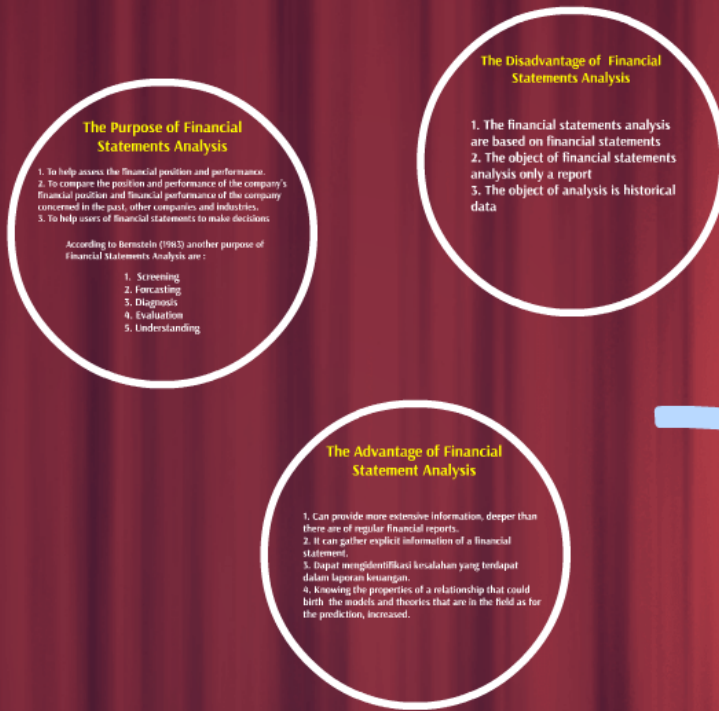 The Purpose of Financial
Statements Analysis
1. To help assess the financial position and performance.
2. To compare the position and performance of the company's
financial position and financial performance of the company
concerned in the past, other companies and industries.
3. To help users of financial statements to make decisions
According to Bernstein (1983) another purpose of
Financial Statements Analysis are :
1. Screening
2. Forcasting
3. Diagnosis
4. Evaluation
5. Understanding
The Disadvantage of Financial
Statements Analysis
1. The financial statements analysis
are based on financial statements
2. The object of financial statements
analysis only a report
3. The object of analysis is historical
data
The Advantage of Financial
Statement Analysis
1. Can provide more extensive information, deeper than
there are of regular financial reports.
2. It can gather explicit information of a financial
statement.
3. Dapat mengidentifikasi kesalahan yang terdapat
dalam laporan keuangan.
4. Knowing the properties of a relationship that could
birth the models and theories that are in the field as for
the prediction, increased.